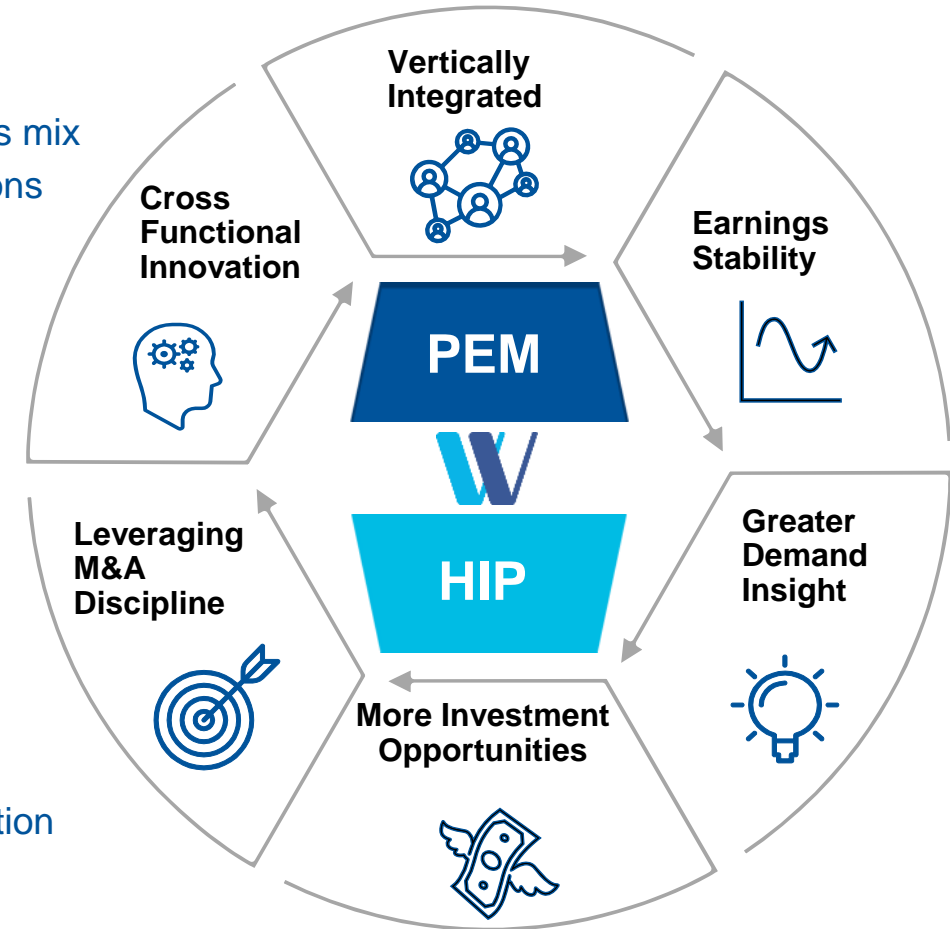 Vertically
Integrated
s mix
ons
Cross
Functional
Innovation
Earnings
Stability
PEM
Greater
Demand
Insight
Leveraging
M&A
Discipline
HIP
More Investment
Opportunities
tion